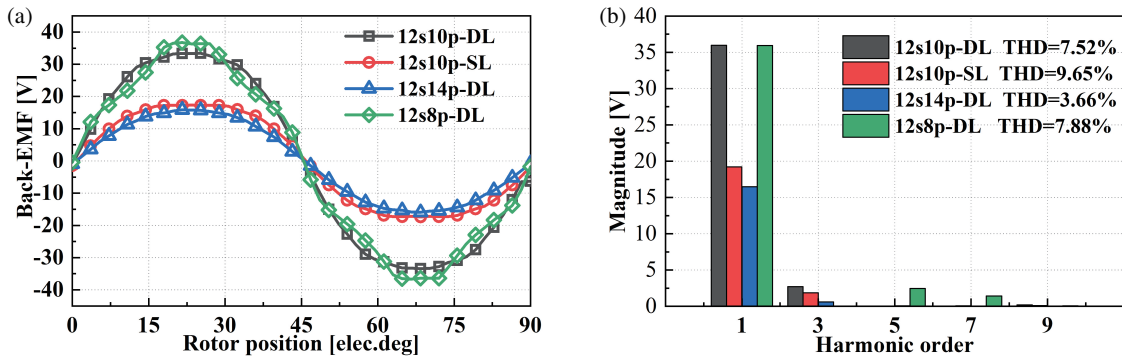 (a)
Back-EMF [V]
40
30
20
10
0
-10
-20
-30
-40
12s10p-DL
12s10p-SL
12s14p-DL
12s8p-DL
0 15 30 45 60 75 90
Rotor position [elec.deg]
(b)
Magnitude [V]
40
35
30
25
20
15
10
5
0
12s10p-DL THD=7.52%
12s10p-SL THD=9.65%
12s14p-DL THD=3.66%
12s8p-DL THD=7.88%
1 3 5 7 9
Harmonic order